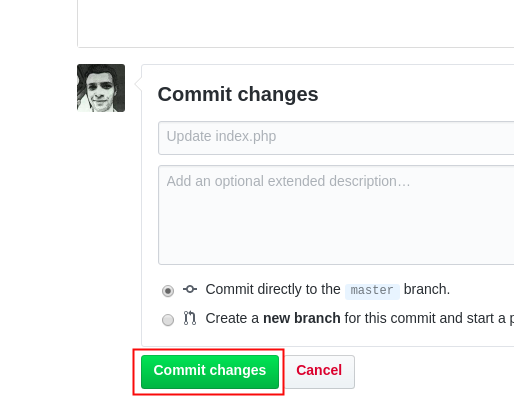 Commit changes
Update index.php
Add an optional extended description…
Commit directly to the master branch.
Create a new branch for this commit and start a
Commit changes
Cancel